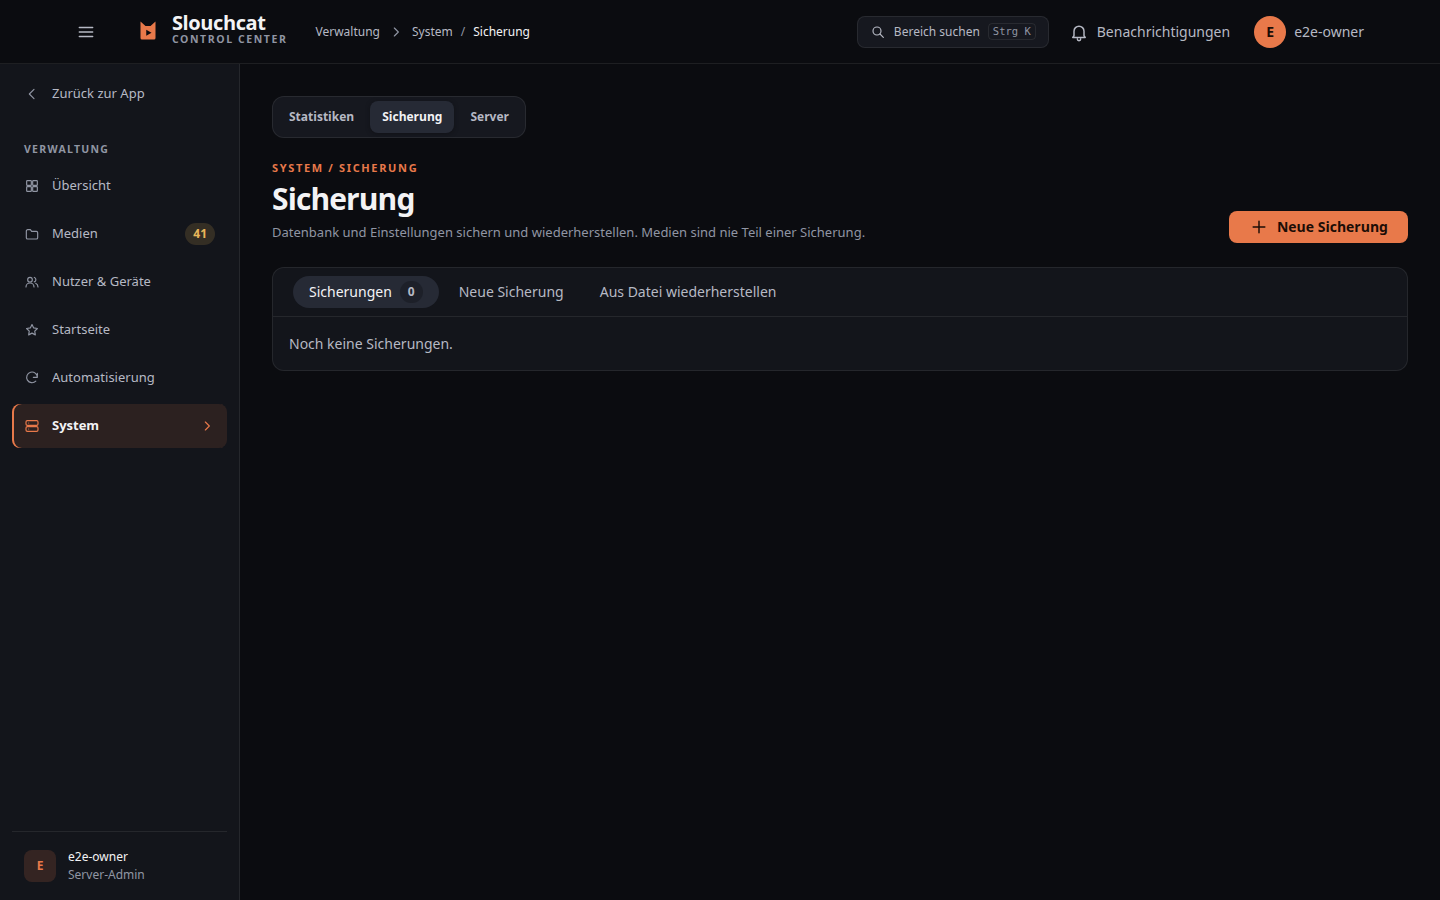 Slouchcat
CONTROL CENTER
Verwaltung
System / Sicherung
Bereich suchen
Strg K
Benachrichtigungen
E
e2e-owner
Zurück zur App
VERWALTUNG
Übersicht
Medien
41
Nutzer & Geräte
Startseite
Automatisierung
System
E
e2e-owner
Server-Admin
Statistiken
Sicherung
Server
SYSTEM / SICHERUNG
Sicherung
Datenbank und Einstellungen sichern und wiederherstellen. Medien sind nie Teil einer Sicherung.
Neue Sicherung
Sicherungen 0
Neue Sicherung
Aus Datei wiederherstellen
Noch keine Sicherungen.